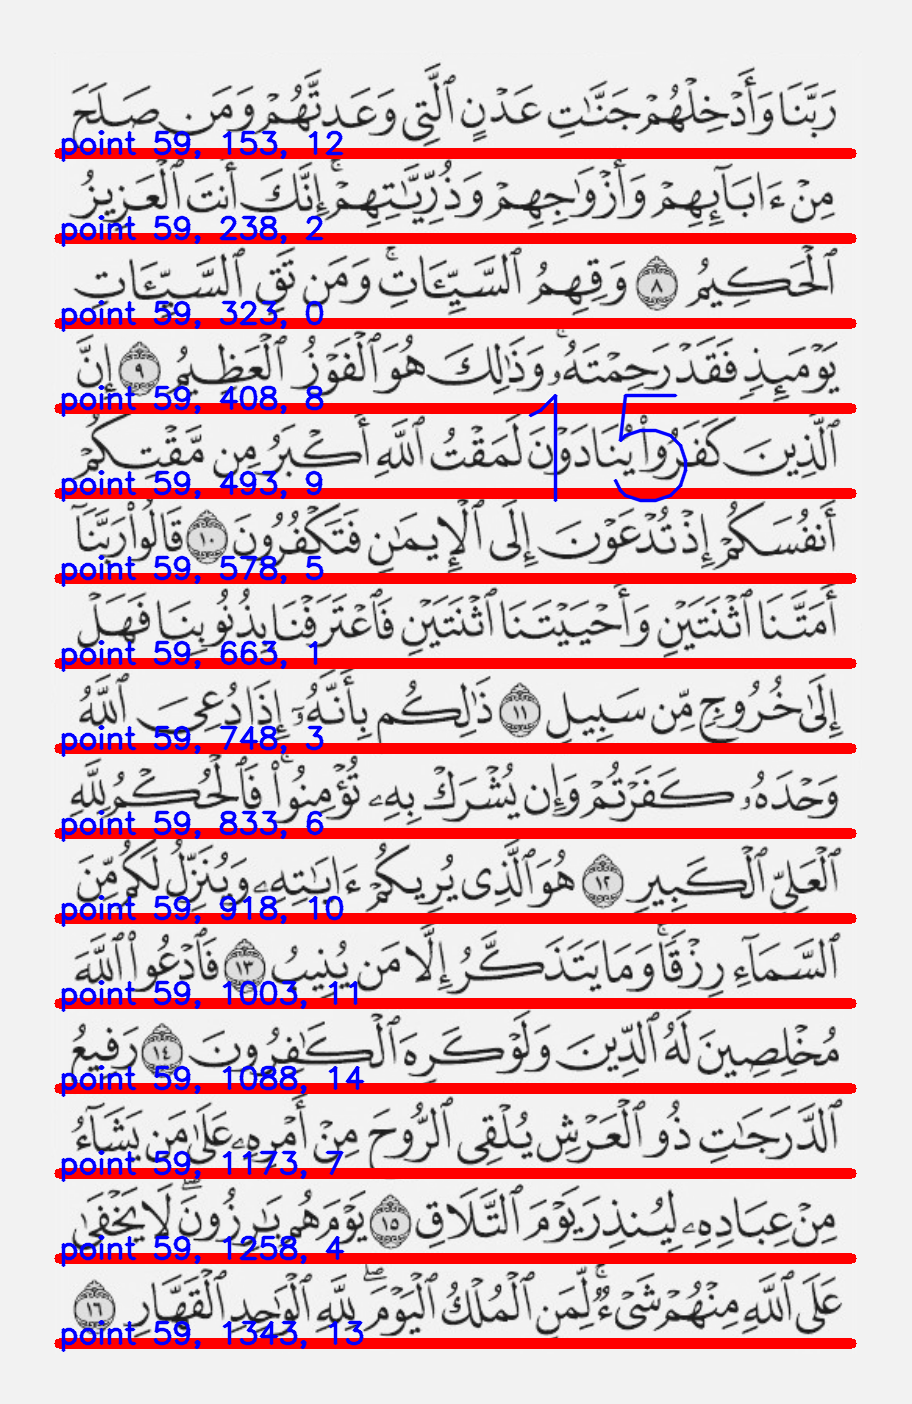 رَبَّنَا وَأَدْخِلْهُمْ جَنَّٰتِ عَدْنٍ ٱلَّتِى وَعَدتَّهُمْ وَمَن صَلَحَ
point 59, 153, 12
مِنْ ءَابَآئِهِمْ وَأَزْوَٰجِهِمْ وَذُرِّيَّٰتِهِمْۚ إِنَّكَ أَنتَ ٱلْعَزِيزُ
point 59, 238, 2
ٱلْحَكِيمُ ٨ وَقِهِمُ ٱلسَّيِّـَٔاتِۚ وَمَن تَقِ ٱلسَّيِّـَٔاتِ
point 59, 323, 0
يَوْمَئِذٍ فَقَدْ رَحِمْتَهُۥۚ وَذَٰلِكَ هُوَ ٱلْفَوْزُ ٱلْعَظِيمُ ٩ إِنَّ
point 59, 408, 8
15
ٱلَّذِينَ كَفَرُوا۟ يُنَادَوْنَ لَمَقْتُ ٱللَّهِ أَكْبَرُ مِن مَّقْتِكُمْ
point 59, 493, 9
أَنفُسَكُمْ إِذْ تُدْعَوْنَ إِلَى ٱلْإِيمَٰنِ فَتَكْفُرُونَ ١٠ قَالُوا۟ رَبَّنَآ
point 59, 578, 5
أَمَتَّنَا ٱثْنَتَيْنِ وَأَحْيَيْتَنَا ٱثْنَتَيْنِ فَٱعْتَرَفْنَا بِذُنُوبِنَا فَهَلْ
point 59, 663, 1
إِلَىٰ خُرُوجٍ مِّن سَبِيلٍ ١١ ذَٰلِكُم بِأَنَّهُۥٓ إِذَا دُعِىَ ٱللَّهُ
point 59, 748, 3
وَحْدَهُۥ كَفَرْتُمْ وَإِن يُشْرَكْ بِهِۦ تُؤْمِنُوا۟ۚ فَٱلْحُكْمُ لِلَّهِ
point 59, 833, 6
ٱلْعَلِىِّ ٱلْكَبِيرِ ١٢ هُوَ ٱلَّذِى يُرِيكُمْ ءَايَٰتِهِۦ وَيُنَزِّلُ لَكُم مِّنَ
point 59, 918, 10
ٱلسَّمَآءِ رِزْقًاۚ وَمَا يَتَذَكَّرُ إِلَّا مَن يُنِيبُ ١٣ فَٱدْعُوا۟ ٱللَّهَ
point 59, 1003, 11
مُخْلِصِينَ لَهُ ٱلدِّينَ وَلَوْ كَرِهَ ٱلْكَٰفِرُونَ ١٤ رَفِيعُ
point 59, 1088, 14
ٱلدَّرَجَٰتِ ذُو ٱلْعَرْشِ يُلْقِى ٱلرُّوحَ مِنْ أَمْرِهِۦ عَلَىٰ مَن يَشَآءُ
point 59, 1173, 7
مِنْ عِبَادِهِۦ لِيُنذِرَ يَوْمَ ٱلتَّلَاقِ ١٥ يَوْمَ هُم بَٰرِزُونَۖ لَا يَخْفَىٰ
point 59, 1258, 4
عَلَى ٱللَّهِ مِنْهُمْ شَىْءٌۚ لِّمَنِ ٱلْمُلْكُ ٱلْيَوْمَۖ لِلَّهِ ٱلْوَٰحِدِ ٱلْقَهَّارِ ١٦
point 59, 1343, 13